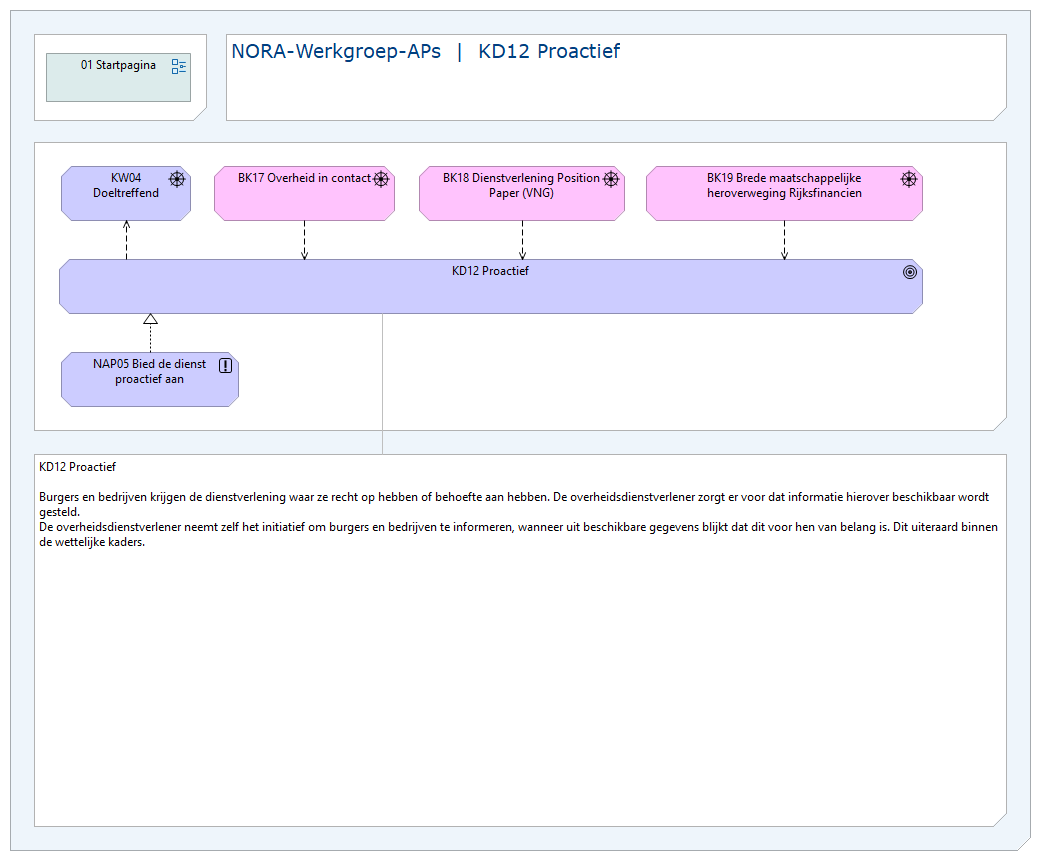 01 Startpagina
NORA-Werkgroep-APs | KD12 Proactief
KW04
Doeltreffend
BK17 Overheid in contact
BK18 Dienstverlening Position
Paper (VNG)
BK19 Brede maatschappelijke
heroverweging Rijksfinancien
KD12 Proactief
NAP05 Bied de dienst
proactief aan
KD12 Proactief
Burgers en bedrijven krijgen de dienstverlening waar ze recht op hebben of behoefte aan hebben. De overheidsdienstverlener zorgt er voor dat informatie hierover beschikbaar wordt
gesteld.
De overheidsdienstverlener neemt zelf het initiatief om burgers en bedrijven te informeren, wanneer uit beschikbare gegevens blijkt dat dit voor hen van belang is. Dit uiteraard binnen
de wettelijke kaders.